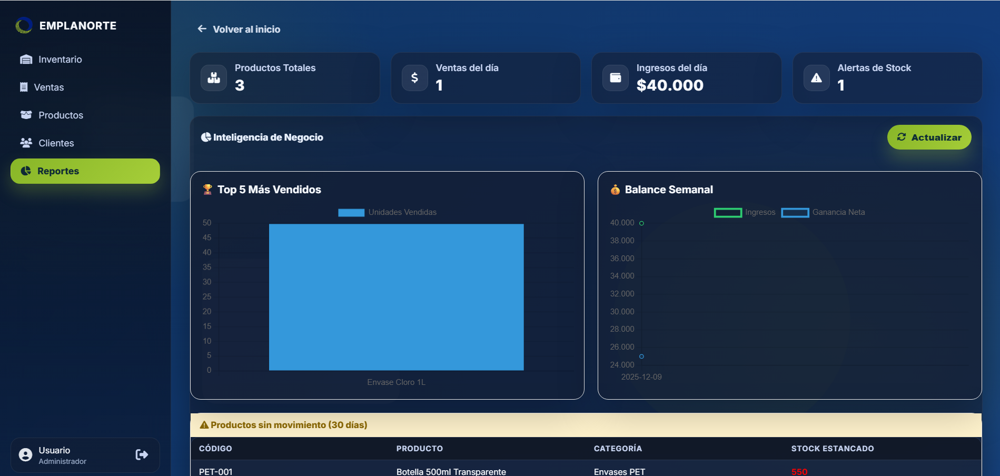 EMPLANORTE
Inventario
Ventas
Productos
Clientes
Reportes
Usuario
Administrador
Volver al inicio
Productos Totales
3
Ventas del día
1
Ingresos del día
$40.000
Alertas de Stock
1
Inteligencia de Negocio
Actualizar
🏆 Top 5 Más Vendidos
Unidades Vendidas
50
45
40
35
30
25
20
15
10
5
0
Envase Cloro 1L
💰 Balance Semanal
Ingresos Ganancia Neta
40.000
38.000
36.000
34.000
32.000
30.000
28.000
26.000
24.000
2025-12-09
Productos sin movimiento (30 días)
CÓDIGO PRODUCTO CATEGORÍA STOCK ESTANCADO
PET-001 Botella 500ml Transparente Envases PET 550